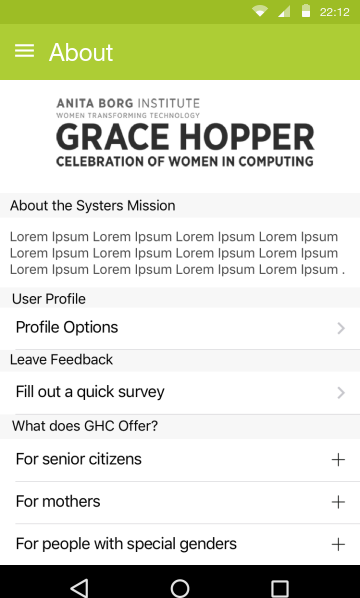 22:12
About
ANITA BORG INSTITUTE
WOMEN TRANSFORMING TECHNOLOGY
GRACE HOPPER
CELEBRATION OF WOMEN IN COMPUTING
About the Systers Mission
Lorem Ipsum Lorem Ipsum Lorem Ipsum Lorem Ipsum
Lorem Ipsum Lorem Ipsum Lorem Ipsum Lorem Ipsum
Lorem Ipsum Lorem Ipsum Lorem Ipsum Lorem Ipsum .
User Profile
Profile Options
Leave Feedback
Fill out a quick survey
What does GHC Offer?
For senior citizens
For mothers
For people with special genders